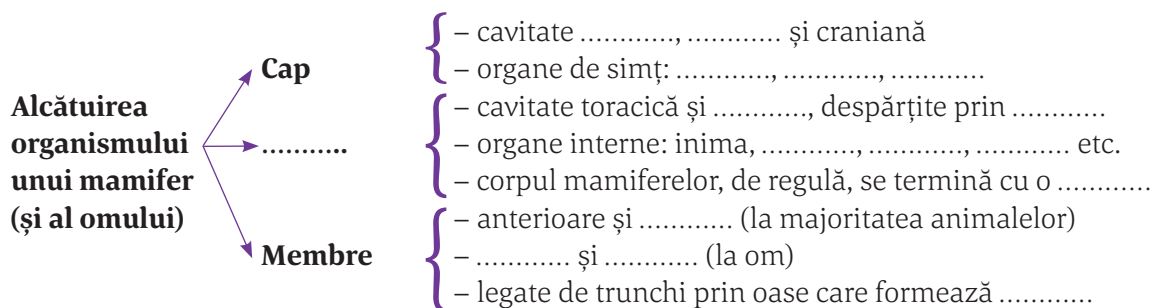 Alcătuirea
organismului
unui mamifer
(și al omului)
Cap
– cavitate …………, ………… și craniană
– organe de simț: …………, …………, …………
………..
– cavitate toracică și …………, despărțite prin …………
– organe interne: inima, …………, …………, ………… etc.
– corpul mamiferelor, de regulă, se termină cu o …………
Membre
– anterioare și ………… (la majoritatea animalelor)
– ………… și ………… (la om)
– legate de trunchi prin oase care formează …………